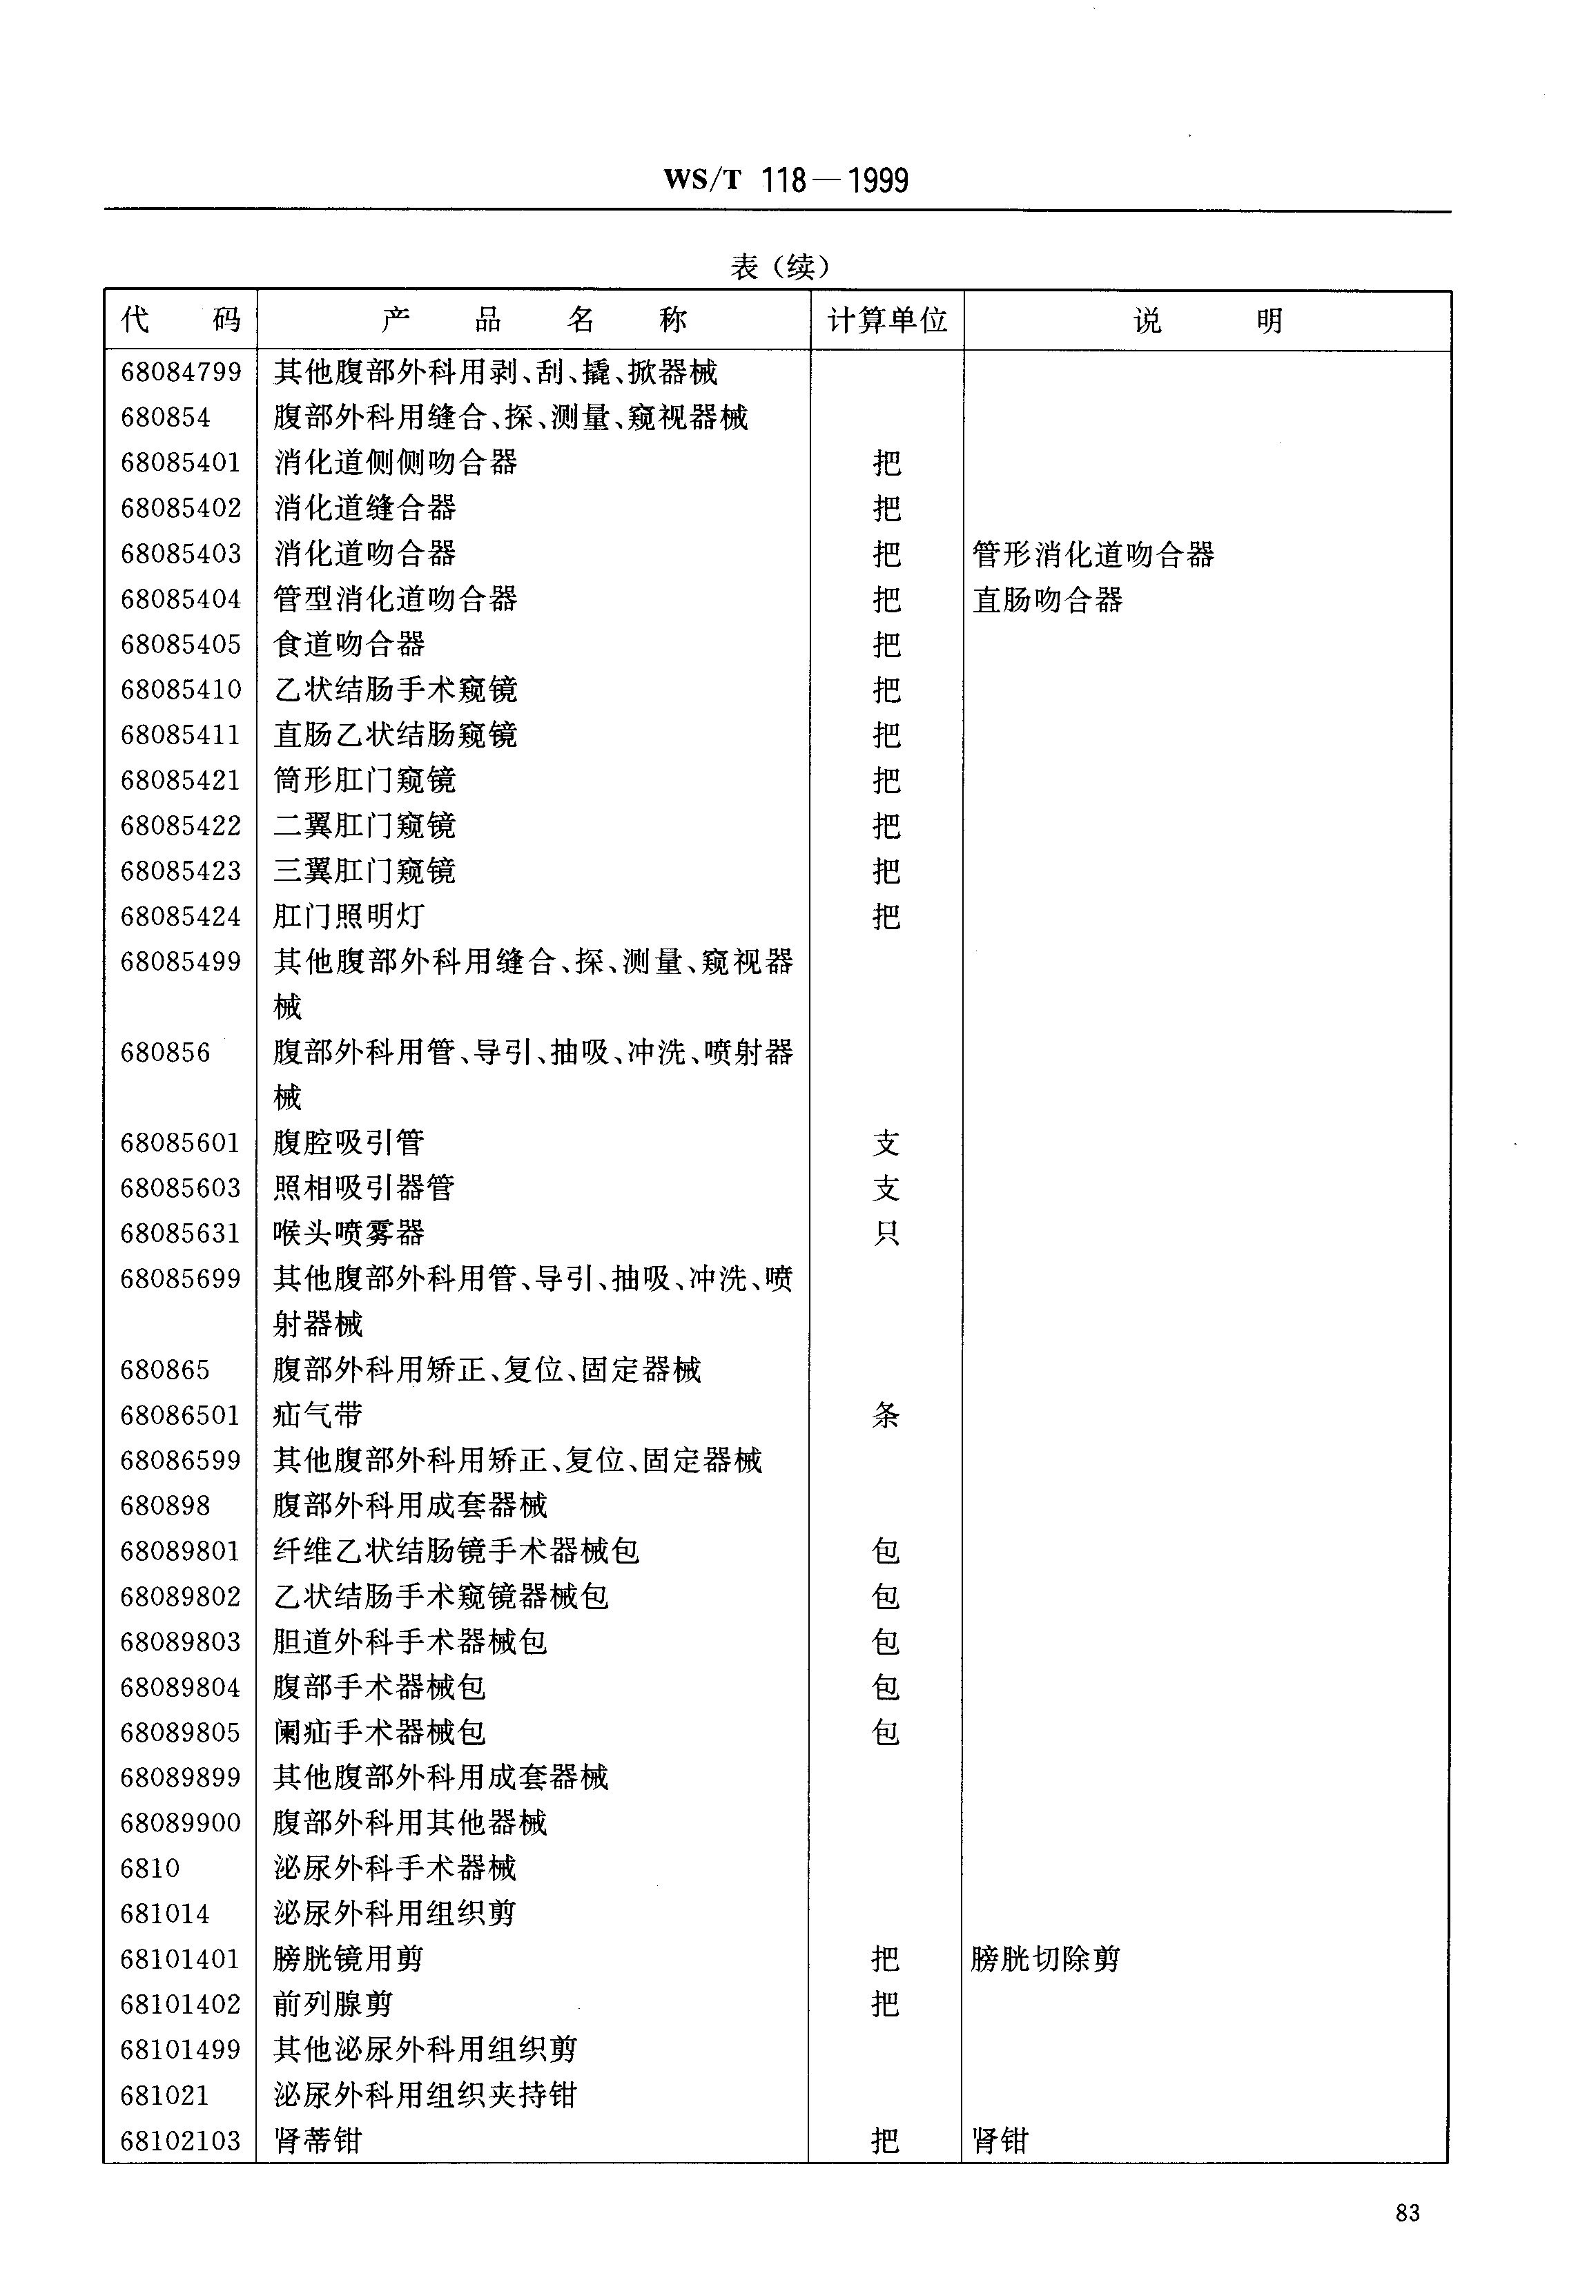 WS/T 118—1999
表（续）
代 码 产 品 名 称 计算单位 说 明
68084799 其他腹部外科用剥、刮、撬、掀器械
680854 腹部外科用缝合、探、测量、窥视器械
68085401 消化道侧侧吻合器 把
68085402 消化道缝合器 把
68085403 消化道吻合器 把 管形消化道吻合器
68085404 管型消化道吻合器 把 直肠吻合器
68085405 食道吻合器 把
68085410 乙状结肠手术窥镜 把
68085411 直肠乙状结肠窥镜 把
68085421 筒形肛门窥镜 把
68085422 二翼肛门窥镜 把
68085423 三翼肛门窥镜 把
68085424 肛门照明灯 把
68085499 其他腹部外科用缝合、探、测量、窥视器
械
680856 腹部外科用管、导引、抽吸、冲洗、喷射器
械
68085601 腹腔吸引管 支
68085603 照相吸引器管 支
68085631 喉头喷雾器 只
68085699 其他腹部外科用管、导引、抽吸、冲洗、喷
射器械
680865 腹部外科用矫正、复位、固定器械
68086501 疝气带 条
68086599 其他腹部外科用矫正、复位、固定器械
680898 腹部外科用成套器械
68089801 纤维乙状结肠镜手术器械包 包
68089802 乙状结肠手术窥镜器械包 包
68089803 胆道外科手术器械包 包
68089804 腹部手术器械包 包
68089805 阑疝手术器械包 包
68089899 其他腹部外科用成套器械
68089900 腹部外科用其他器械
6810 泌尿外科手术器械
681014 泌尿外科用组织剪
68101401 膀胱镜用剪 把 膀胱切除剪
68101402 前列腺剪 把
68101499 其他泌尿外科用组织剪
681021 泌尿外科用组织夹持钳
68102103 肾蒂钳 把 肾钳
83